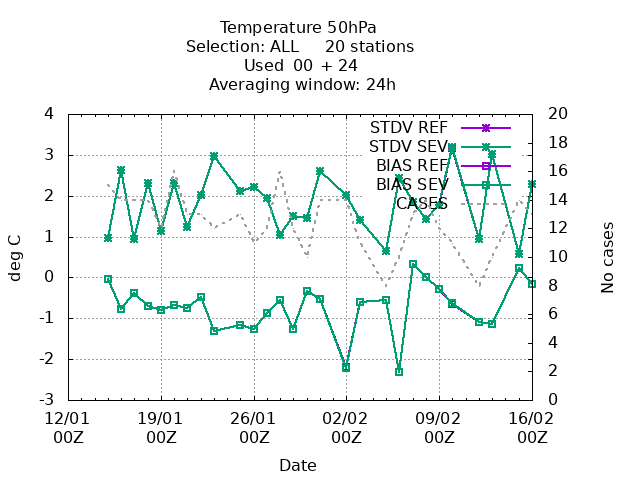 Temperature 50hPa
Selection: ALL 20 stations
Used 00 + 24
Averaging window: 24h
STDV REF
STDV SEV
BIAS REF
BIAS SEV
CASES
4
3
2
1
0
-1
-2
-3
deg C
20
18
16
14
12
10
8
6
4
2
0
No cases
12/01 19/01 26/01 02/02 09/02 16/02
00Z 00Z 00Z 00Z 00Z 00Z
Date